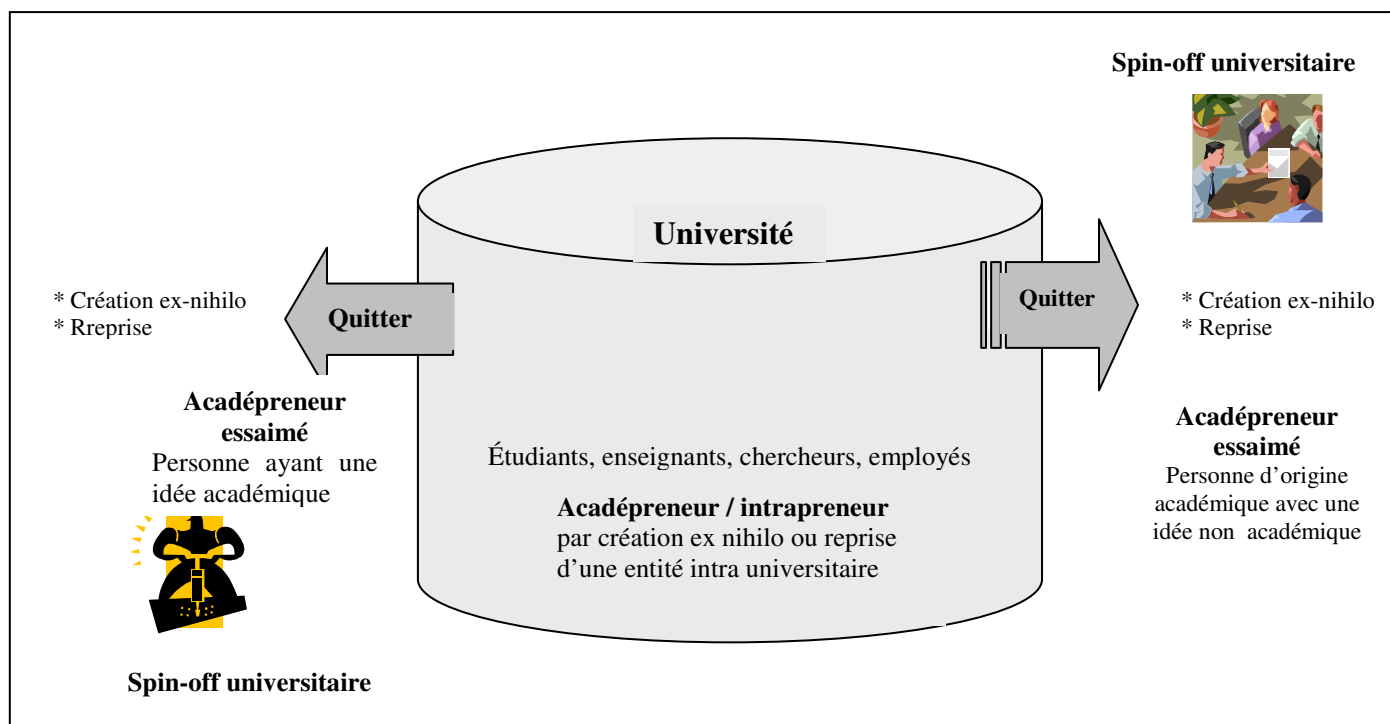 Spin-off universitaire
Université
Quitter
* Création ex-nihilo
* Rreprise
Acadépreneur
essaimé
Personne ayant une
idée académique
Spin-off universitaire
Étudiants, enseignants, chercheurs, employés
Acadépreneur / intrapreneur
par création ex nihilo ou reprise
d’une entité intra universitaire
Quitter
* Création ex-nihilo
* Reprise
Acadépreneur
essaimé
Personne d’origine
académique avec une
idée non académique